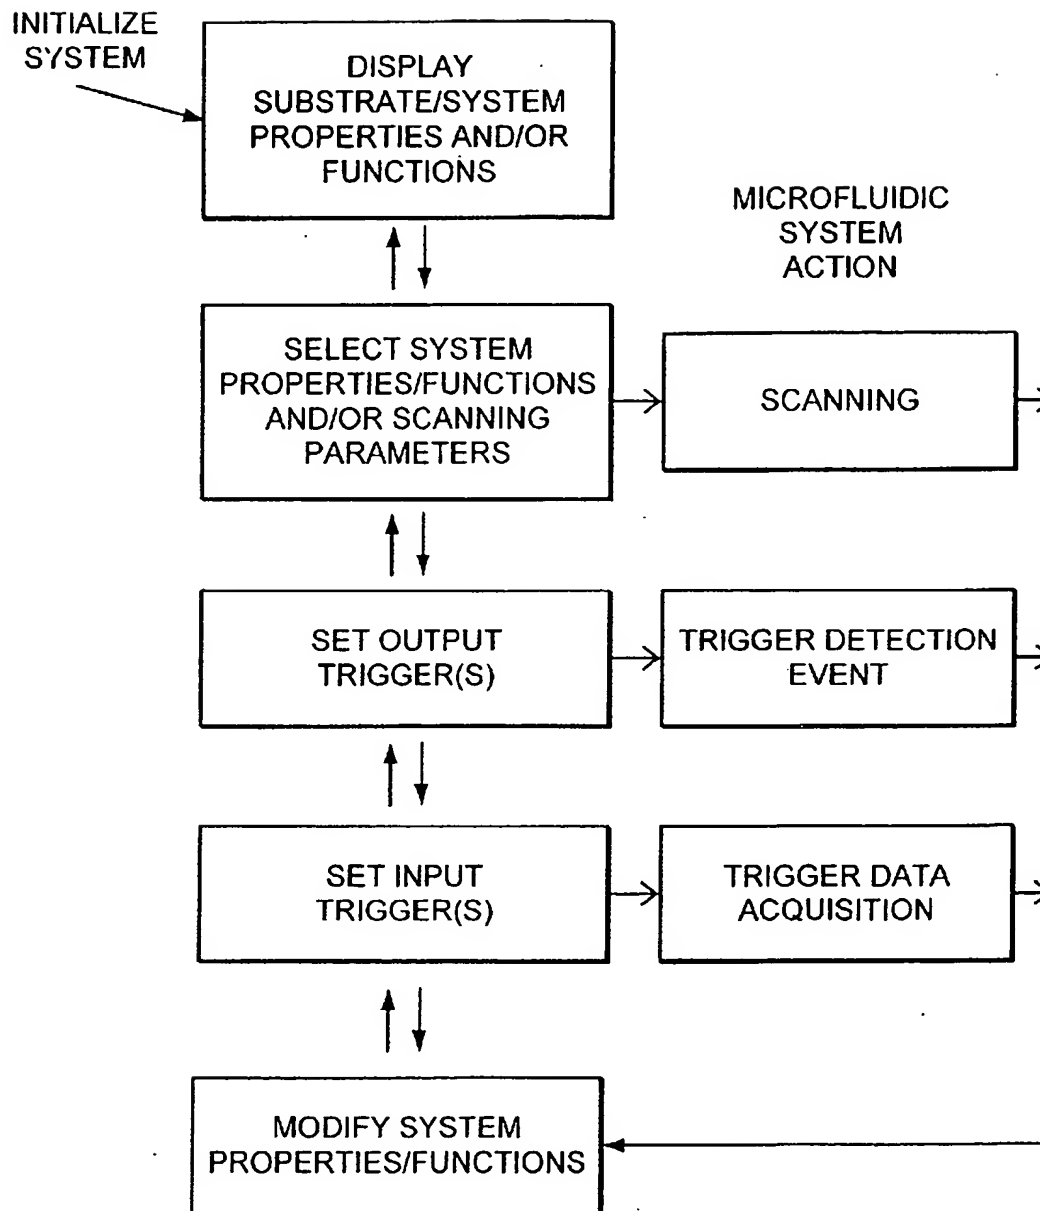 INITIALIZE
SYSTEM
DISPLAY
SUBSTRATE/SYSTEM
PROPERTIES AND/OR
FUNCTIONS
MICROFLUIDIC
SYSTEM
ACTION
SELECT SYSTEM
PROPERTIES/FUNCTIONS
AND/OR SCANNING
PARAMETERS
SCANNING
SET OUTPUT
TRIGGER(S)
TRIGGER DETECTION
EVENT
SET INPUT
TRIGGER(S)
TRIGGER DATA
ACQUISITION
MODIFY SYSTEM
PROPERTIES/FUNCTIONS